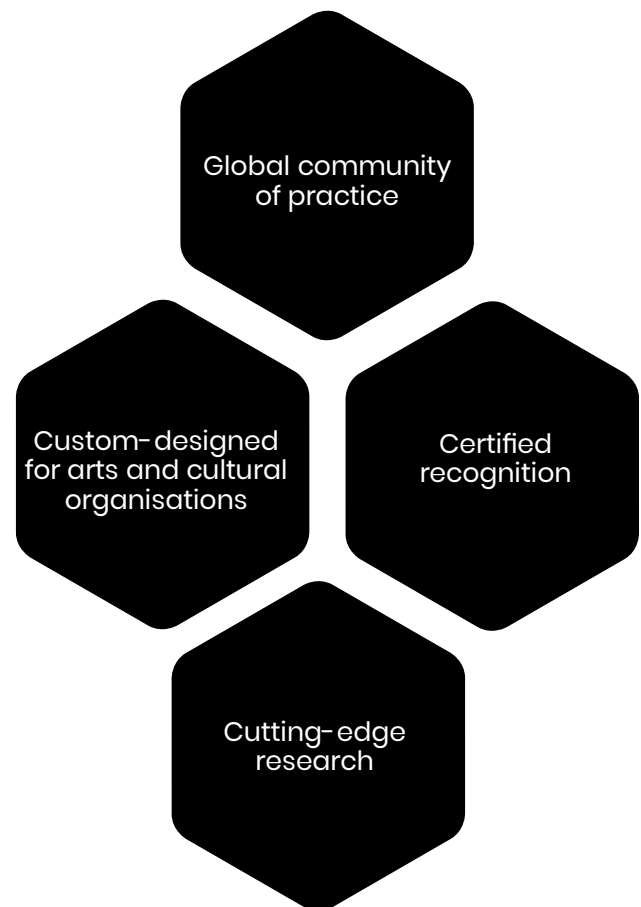 Global community
of practice
Custom-designed
for arts and cultural
organisations
Certified
recognition
Cutting-edge
research